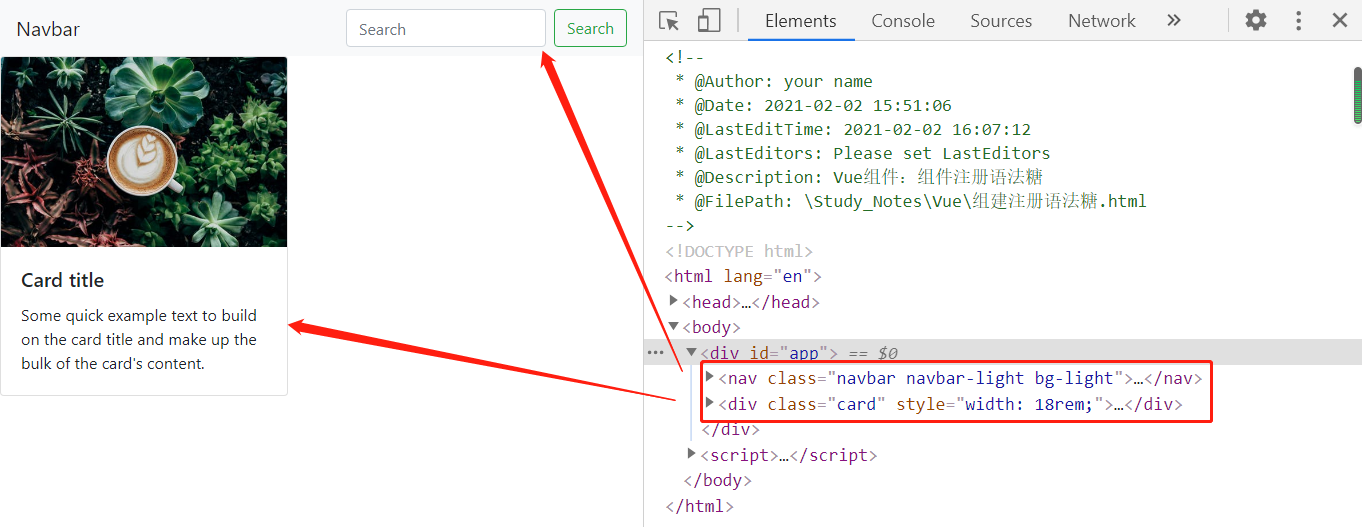 Navbar
Search
Search
Card title
Some quick example text to build
on the card title and make up the
bulk of the card's content.
Elements
Console
Sources
Network
<!--
* @Author: your name
* @Date: 2021-02-02 15:51:06
* @LastEditTime: 2021-02-02 16:07:12
* @LastEditors: Please set LastEditors
* @Description: Vue组件：组件注册语法糖
* @FilePath: \Study_Notes\Vue\组建注册语法糖.html
-->
<!DOCTYPE html>
<html lang="en">
<head>…</head>
<body>
<div id="app"> == $0
<nav class="navbar navbar-light bg-light">…</nav>
<div class="card" style="width: 18rem;">…</div>
</div>
<script>…</script>
</body>
</html>